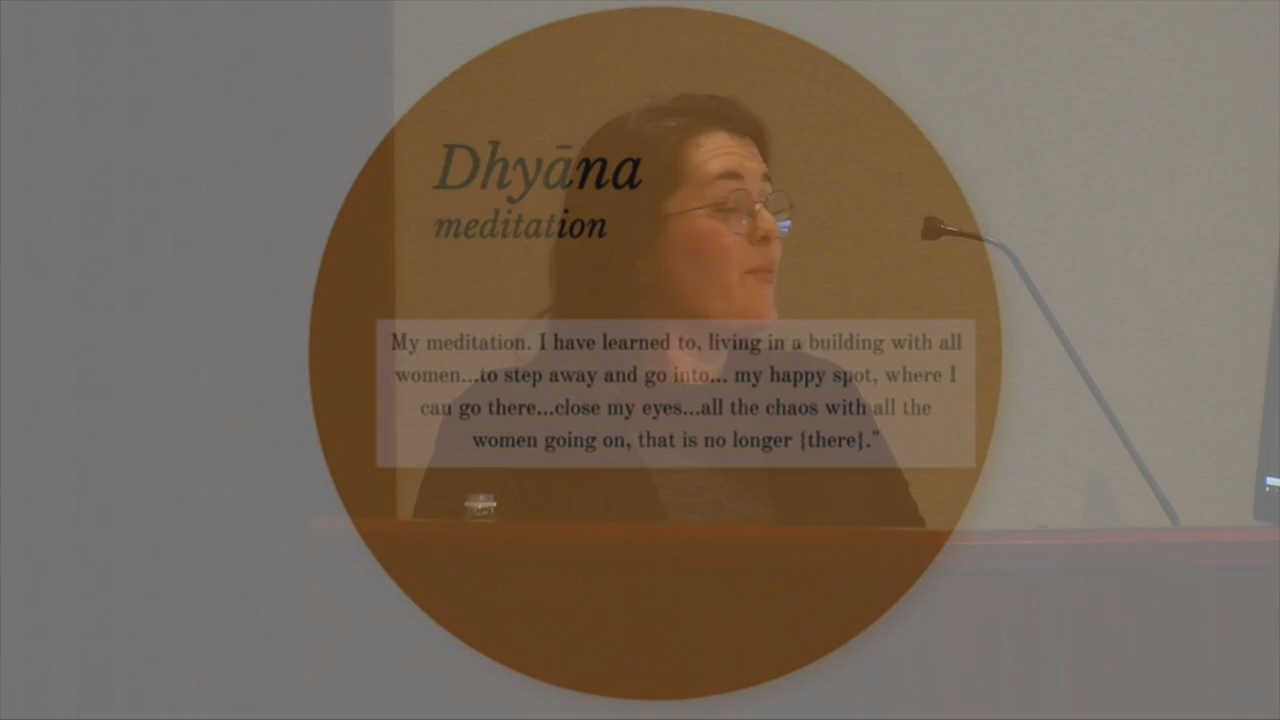 Dhyāna
meditation
My meditation. I have learned to, living in a building with all
women...to step away and go into... my happy spot, where I
can go there...close my eyes...all the chaos with all the
women going on, that is no longer {there}."